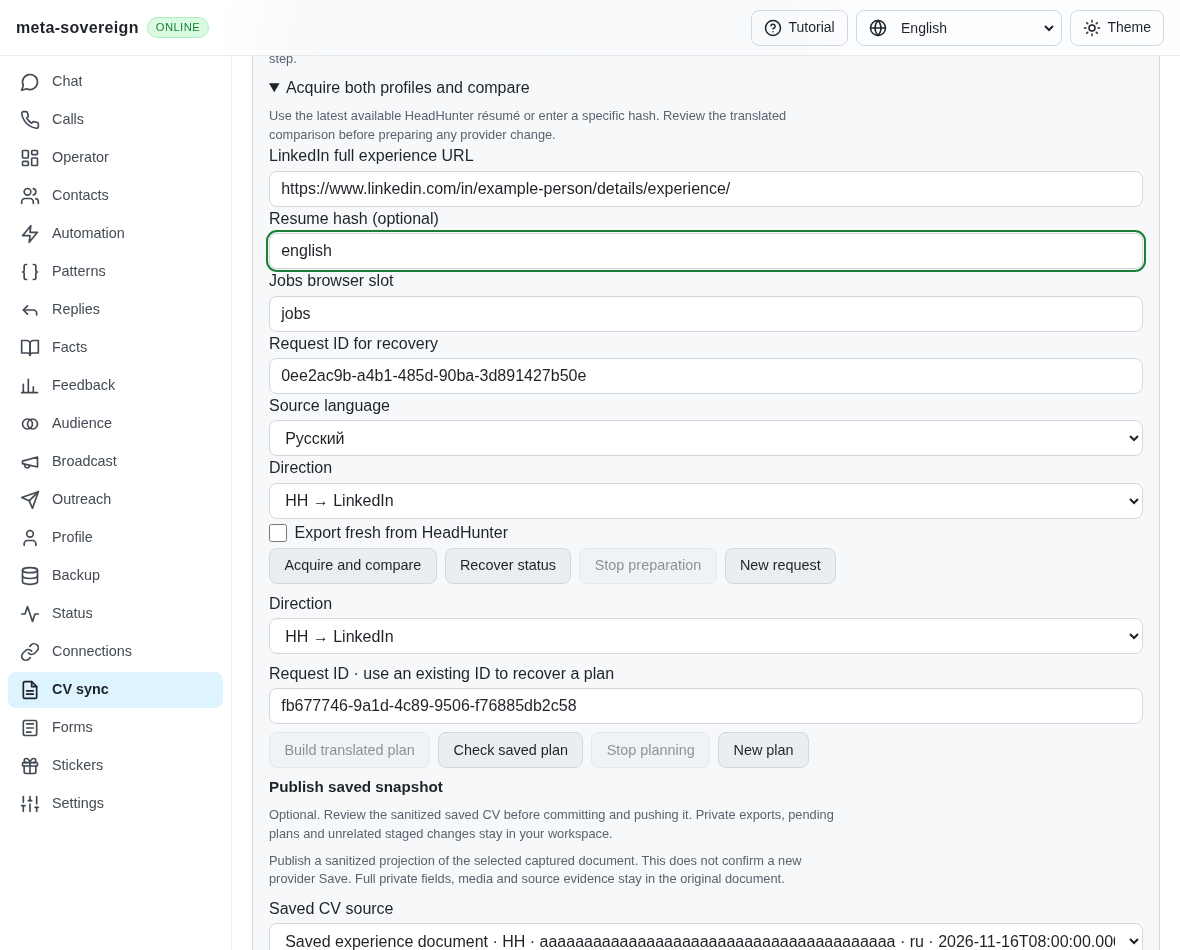 meta-sovereign ONLINE
Tutorial
English
Theme
Chat
Calls
Operator
Contacts
Automation
Patterns
Replies
Facts
Feedback
Audience
Broadcast
Outreach
Profile
Backup
Status
Connections
CV sync
Forms
Stickers
Settings
step.
▼ Acquire both profiles and compare
Use the latest available HeadHunter résumé or enter a specific hash. Review the translated
comparison before preparing any provider change.
LinkedIn full experience URL
https://www.linkedin.com/in/example-person/details/experience/
Resume hash (optional)
english
Jobs browser slot
jobs
Request ID for recovery
0ee2ac9b-a4b1-485d-90ba-3d891427b50e
Source language
Русский
Direction
HH → LinkedIn
Export fresh from HeadHunter
Acquire and compare
Recover status
Stop preparation
New request
Direction
HH → LinkedIn
Request ID · use an existing ID to recover a plan
fb677746-9a1d-4c89-9506-f76885db2c58
Build translated plan
Check saved plan
Stop planning
New plan
Publish saved snapshot
Optional. Review the sanitized saved CV before committing and pushing it. Private exports, pending
plans and unrelated staged changes stay in your workspace.
Publish a sanitized projection of the selected captured document. This does not confirm a new
provider Save. Full private fields, media and source evidence stay in the original document.
Saved CV source
Saved experience document · HH · aaaaaaaaaaaaaaaaaaaaaaaaaaaaaaaaaaaaaaaa · ru · 2026-11-16T08:00:00.00